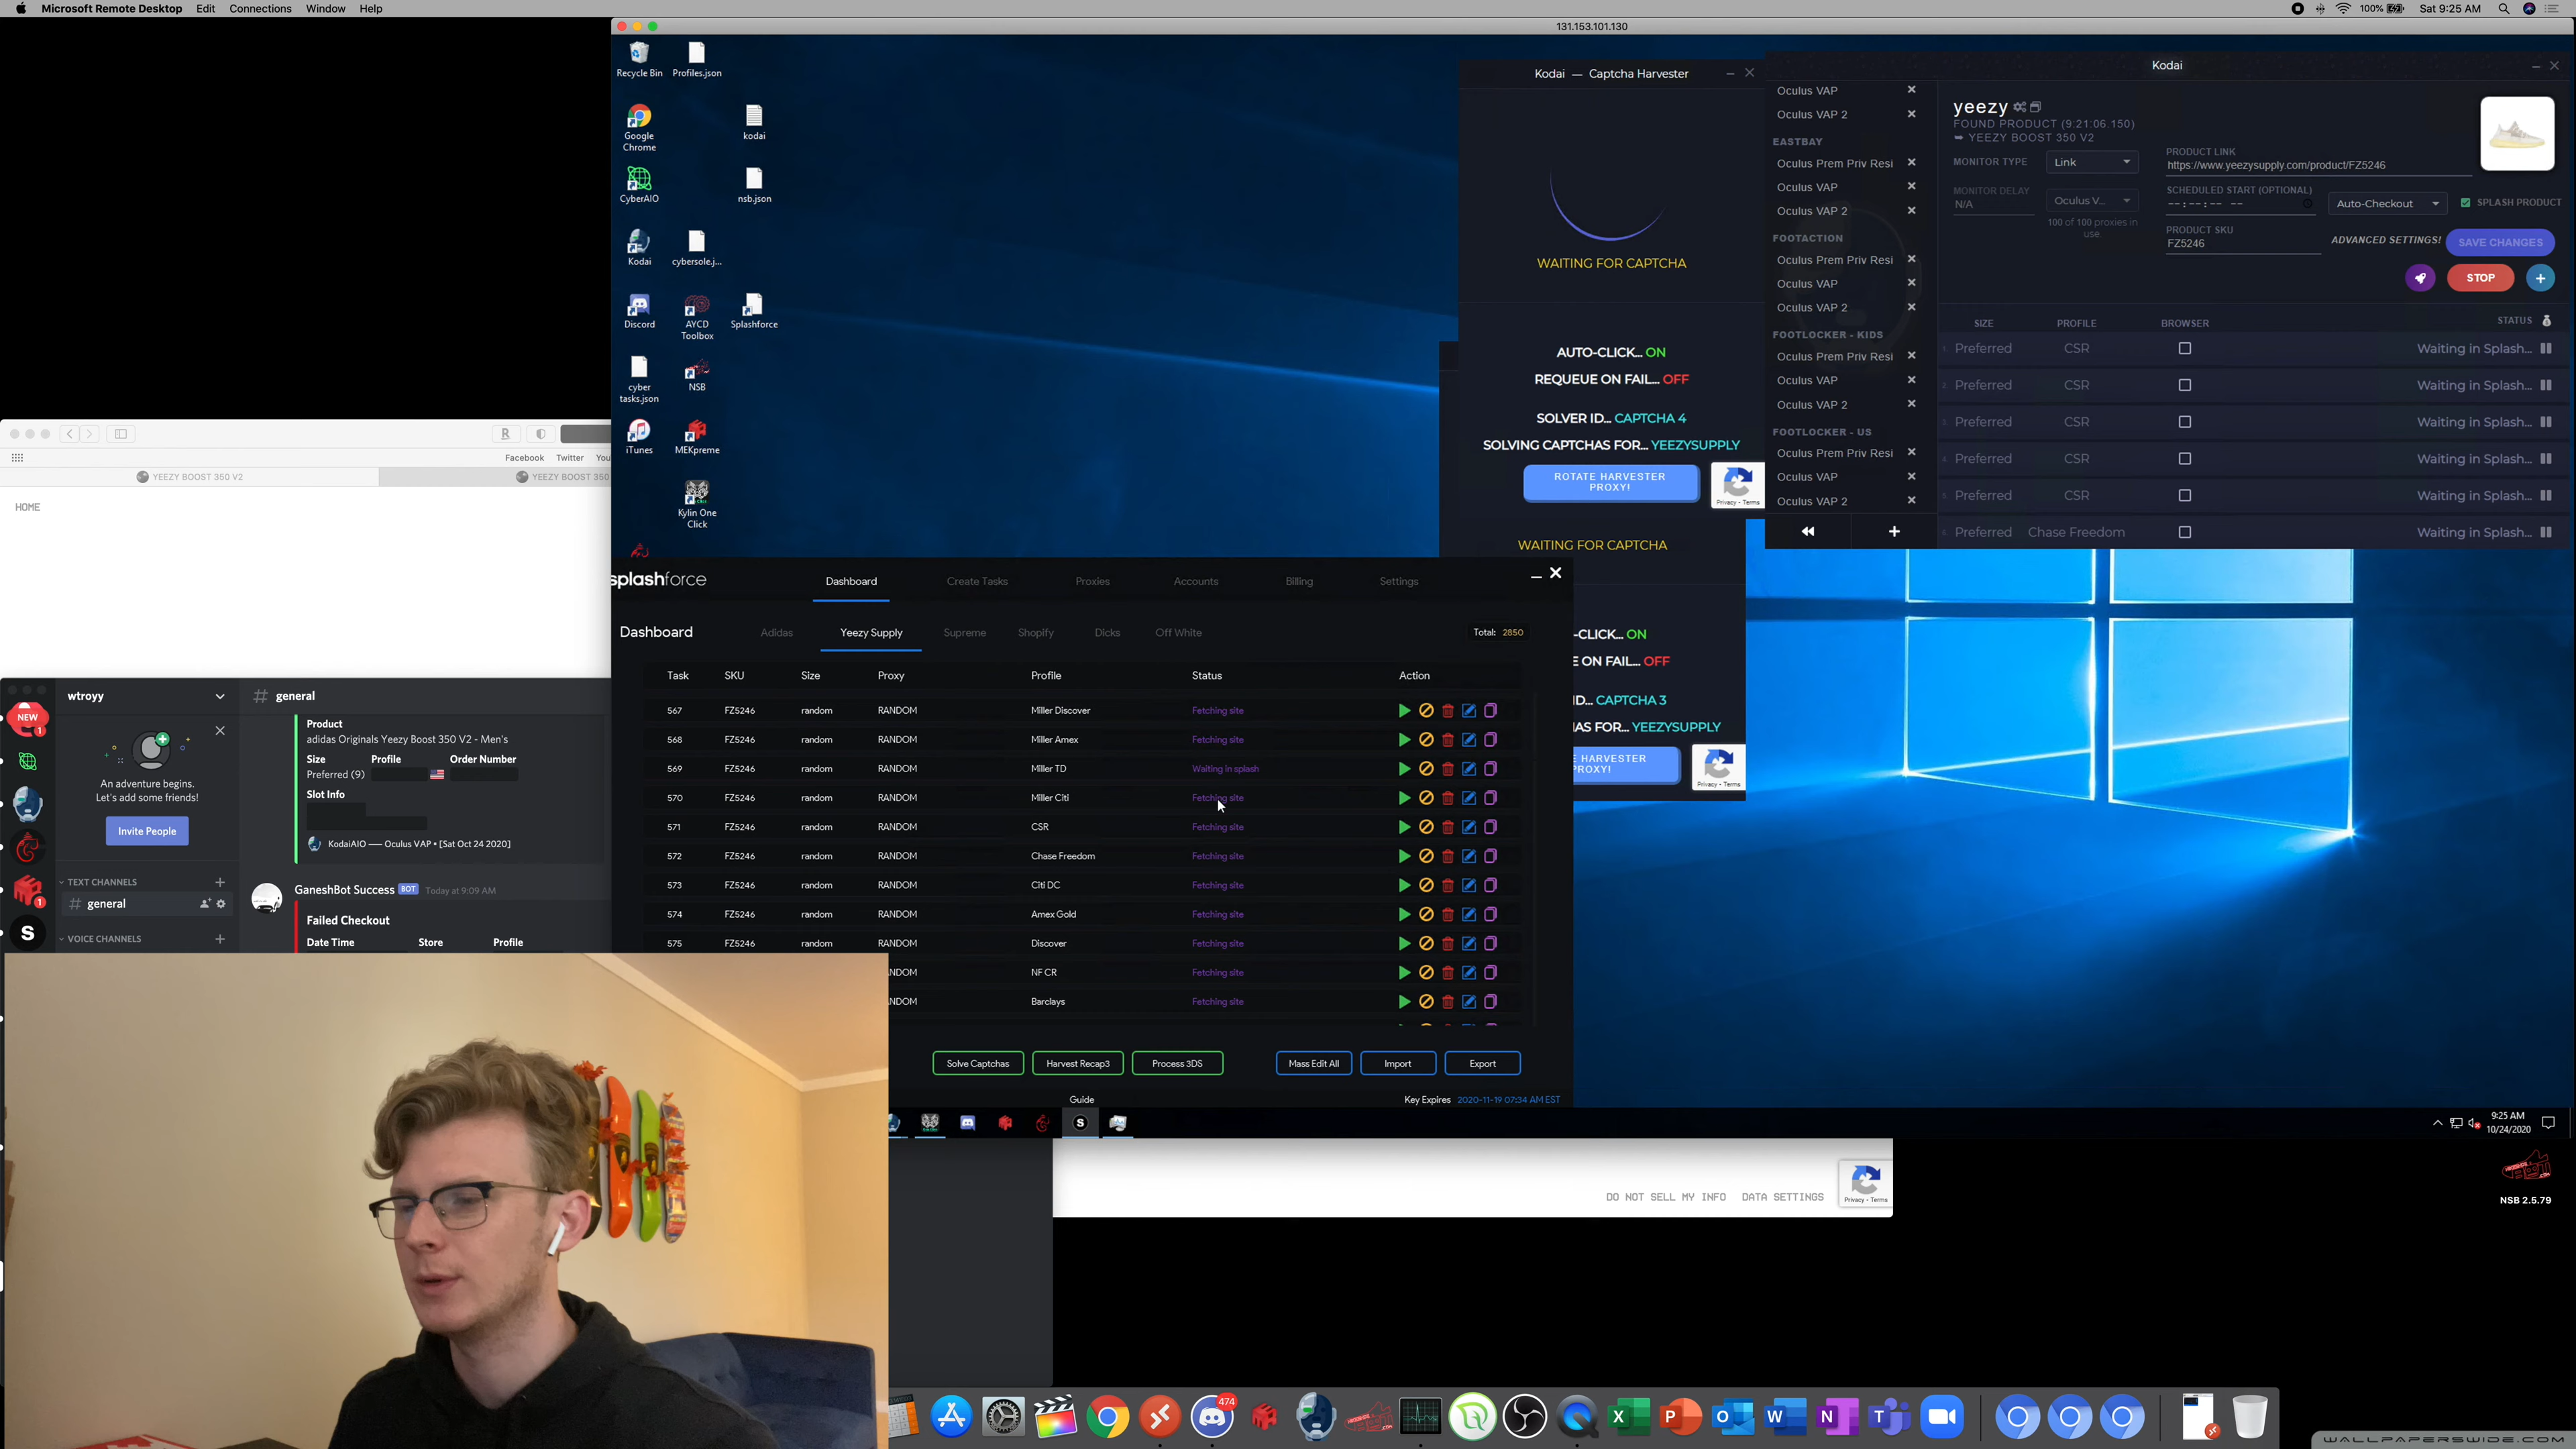 Microsoft Remote Desktop Edit Connections Window Help
100% Sat 9:25 AM
131.153.101.130
Recycle Bin
Profiles.json
Google Chrome
kodai
CyberAIO
nsb.json
Kodai
cybersole.j...
Discord
AYCD Toolbox
Splashforce
cyber tasks.json
NSB
iTunes
MEKpreme
Kylin One Click
Kodai — Captcha Harvester
WAITING FOR CAPTCHA
AUTO-CLICK... ON
REQUEUE ON FAIL... OFF
SOLVER ID... CAPTCHA 4
SOLVING CAPTCHAS FOR... YEEZYSUPPLY
ROTATE HARVESTER PROXY!
Privacy - Terms
WAITING FOR CAPTCHA
-CLICK... ON
E ON FAIL... OFF
D... CAPTCHA 3
AS FOR... YEEZYSUPPLY
E HARVESTER
PROXY!
Privacy - Terms
Kodai
Oculus VAP
Oculus VAP 2
EASTBAY
Oculus Prem Priv Resi
Oculus VAP
Oculus VAP 2
FOOTACTION
Oculus Prem Priv Resi
Oculus VAP
Oculus VAP 2
FOOTLOCKER - KIDS
Oculus Prem Priv Resi
Oculus VAP
Oculus VAP 2
FOOTLOCKER - US
Oculus Prem Priv Resi
Oculus VAP
Oculus VAP 2
yeezy
FOUND PRODUCT (9:21:06.150)
YEEZY BOOST 350 V2
MONITOR TYPE Link
PRODUCT LINK
https://www.yeezysupply.com/product/FZ5246
MONITOR DELAY
N/A
Oculus V...
100 of 100 proxies in use.
SCHEDULED START (OPTIONAL)
--:--:-- --
Auto-Checkout
SPLASH PRODUCT
PRODUCT SKU
FZ5246
ADVANCED SETTINGS! SAVE CHANGES
STOP
SIZE PROFILE BROWSER STATUS
Preferred CSR Waiting in Splash...
Preferred CSR Waiting in Splash...
Preferred CSR Waiting in Splash...
Preferred CSR Waiting in Splash...
Preferred CSR Waiting in Splash...
Preferred Chase Freedom Waiting in Splash...
Facebook Twitter You
YEEZY BOOST 350 V2 YEEZY BOOST 350
HOME
splashforce Dashboard Create Tasks Proxies Accounts Billing Settings
Dashboard Adidas Yeezy Supply Supreme Shopify Dicks Off White Total: 2850
Task SKU Size Proxy Profile Status Action
567 FZ5246 random RANDOM Miller Discover Fetching site
568 FZ5246 random RANDOM Miller Amex Fetching site
569 FZ5246 random RANDOM Miller TD Waiting in splash
570 FZ5246 random RANDOM Miller Citi Fetching site
571 FZ5246 random RANDOM CSR Fetching site
572 FZ5246 random RANDOM Chase Freedom Fetching site
573 FZ5246 random RANDOM Citi DC Fetching site
574 FZ5246 random RANDOM Amex Gold Fetching site
575 FZ5246 random RANDOM Discover Fetching site
NDOM NF CR Fetching site
NDOM Barclays Fetching site
Solve Captchas Harvest Recap3 Process 3DS Mass Edit All Import Export
Guide
Key Expires 2020-11-19 07:34 AM EST
9:25 AM
10/24/2020
wtroyy
general
NEW
An adventure begins.
Let's add some friends!
Invite People
TEXT CHANNELS
general
VOICE CHANNELS
Product
adidas Originals Yeezy Boost 350 V2 - Men's
Size Profile Order Number
Preferred (9)
Slot Info
KodaiAIO —— Oculus VAP • [Sat Oct 24 2020]
GaneshBot Success BOT Today at 9:09 AM
Failed Checkout
Date Time Store Profile
DO NOT SELL MY INFO DATA SETTINGS
Privacy - Terms
NSB 2.5.79
474
WALLPAPERSWIDE.COM